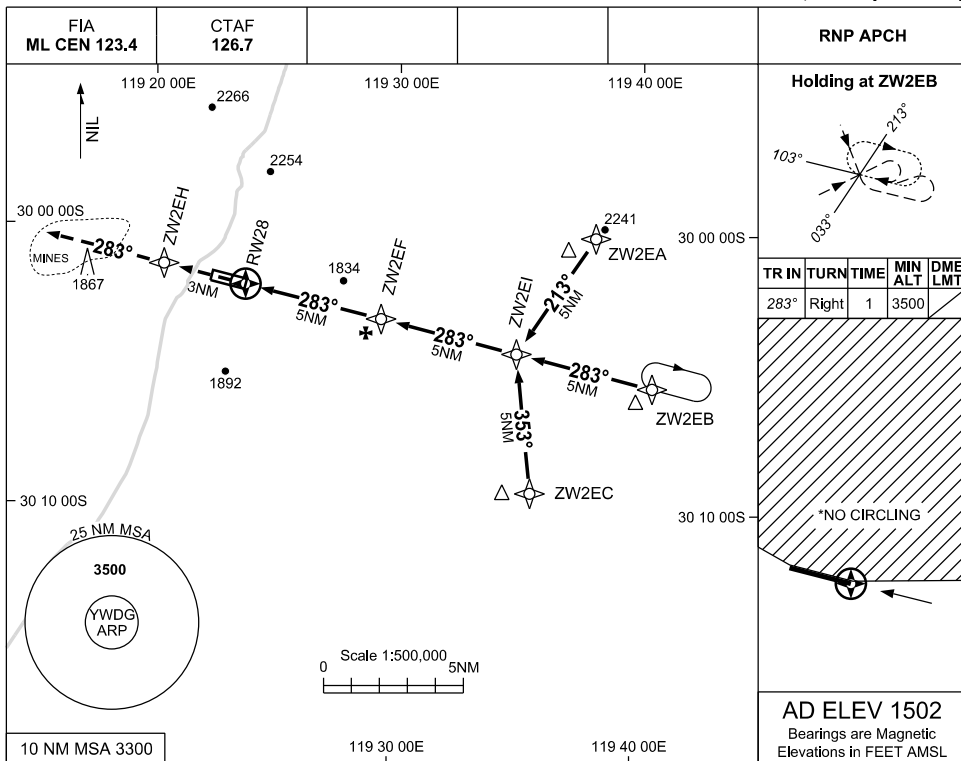 FIA
ML CEN 123.4
CTAF
126.7
RNP APCH
119 20 00E
119 30 00E
119 40 00E
NIL
2266
2254
30 00 00S
ZW2EH
RW28
MINES
283°
1867
3NM
1834
ZW2EF
283°
5NM
1892
283°
5NM
ZW2EI
2241
ZW2EA
213°
5NM
30 00 00S
283°
5NM
ZW2EB
353°
5NM
ZW2EC
30 10 00S
30 10 00S
25 NM MSA
3500
YWDG
ARP
Scale 1:500,000
0
5NM
10 NM MSA 3300
119 30 00E
119 40 00E
Holding at ZW2EB
213°
103°
033°
TR IN TURN TIME MIN ALT DME LMT
283° Right 1 3500
*NO CIRCLING
AD ELEV 1502
Bearings are Magnetic
Elevations in FEET AMSL